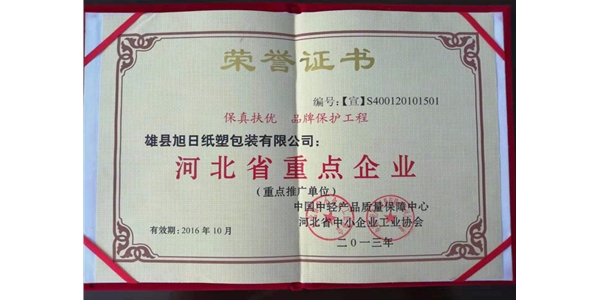 荣誉证书
编号：【宣】S400120101501
保真扶优 品牌保护工程
雄县旭日纸塑包装有限公司：
河北省重点企业
（重点推广单位）
中国中轻产品质量保障中心
河北省中小企业工业协会
有效期：2016年10月
二〇一三年